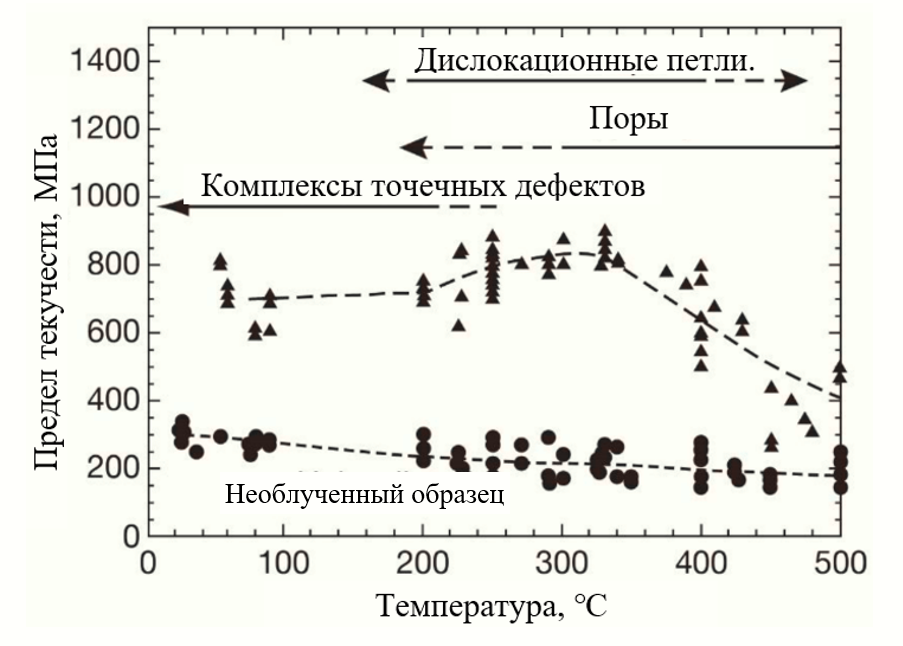 1400
1200
1000
800
600
400
200
0
Предел текучести, МПа
Дислокационные петли.
Поры
Комплексы точечных дефектов
Необлученный образец
0 100 200 300 400 500
Температура, °С